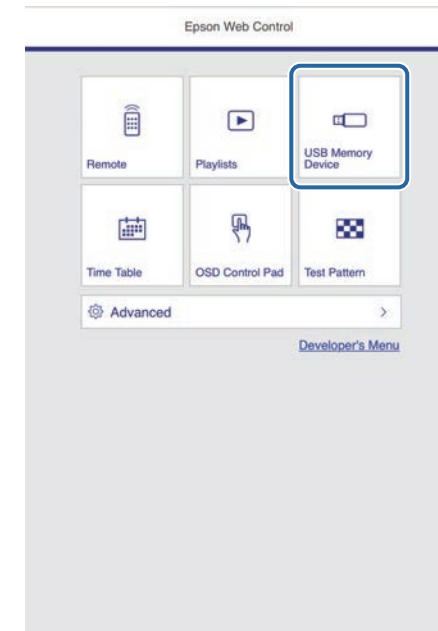 Epson Web Control
Remote
Playlists
USB Memory
Device
Time Table
OSD Control Pad
Test Pattern
Advanced
Developer's Menu